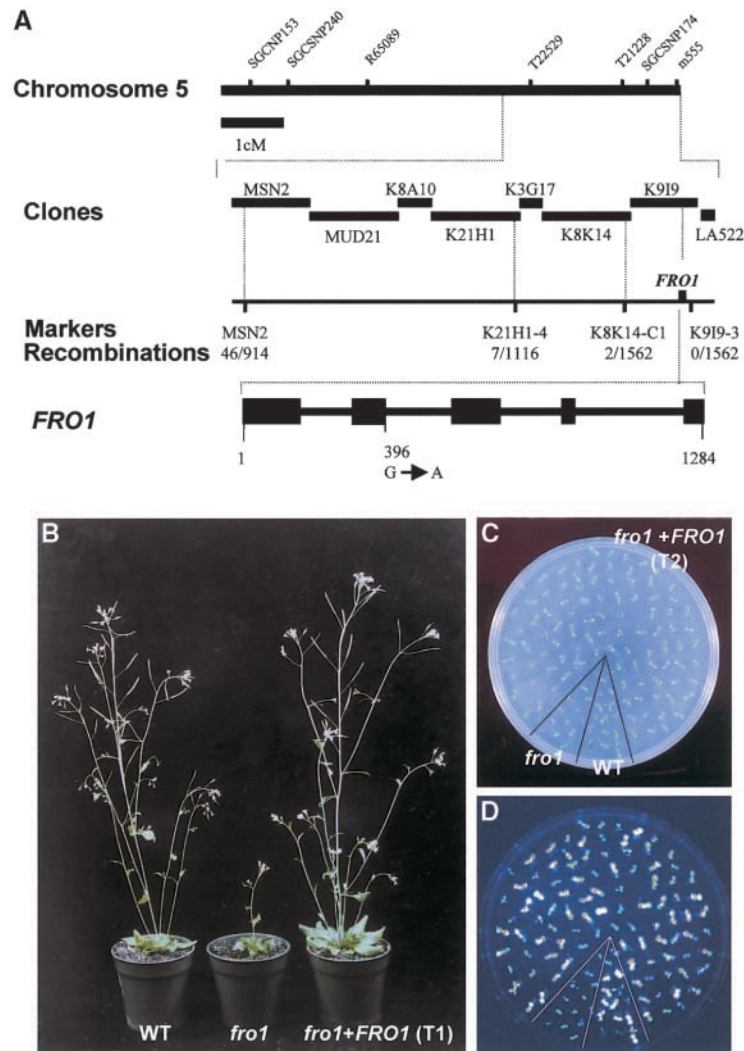 A
SGCNP153
SGCSNP240
R65089
T22529
T21228
SGCSNP174
m555
Chromosome 5
1cM
MSN2
K8A10
K3G17
K9I9
Clones
MUD21
K21H1
K8K14
LA522
FRO1
Markers
MSN2
K21H1-4
K8K14-C1
K9I9-3
Recombinations
46/914
7/1116
2/1562
0/1562
FRO1
1
396
1284
G
A
B
WT
fro1
fro1+FRO1 (T1)
C
fro1 +FRO1
(T2)
fro1
WT
D